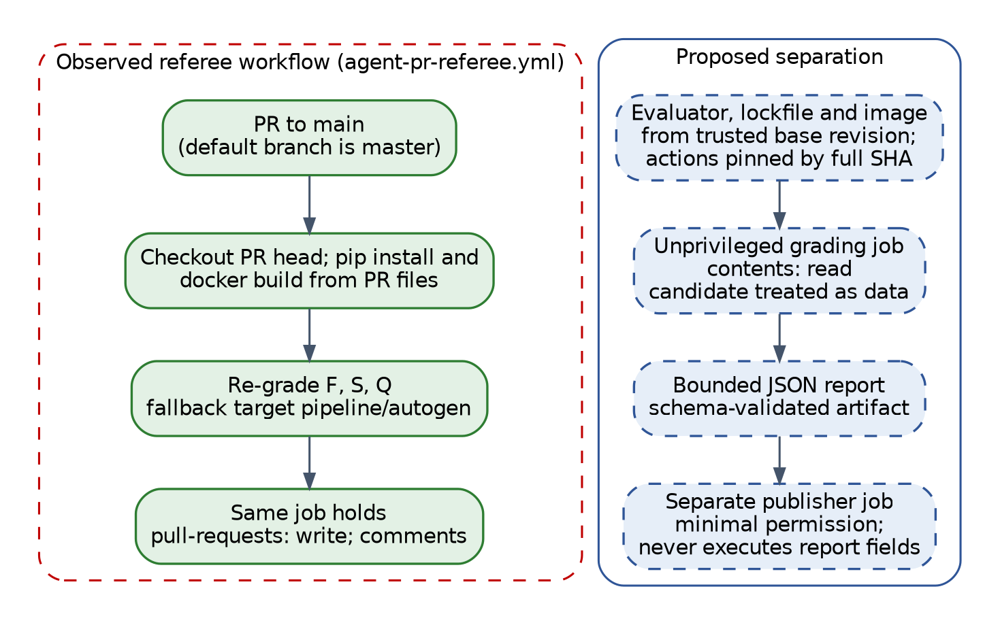 Observed referee workflow (agent-pr-referee.yml)
PR to main
(default branch is master)
Checkout PR head; pip install and
docker build from PR files
Re-grade F, S, Q
fallback target pipeline/autogen
Same job holds
pull-requests: write; comments
Proposed separation
Evaluator, lockfile and image
from trusted base revision;
actions pinned by full SHA
Unprivileged grading job
contents: read
candidate treated as data
Bounded JSON report
schema-validated artifact
Separate publisher job
minimal permission;
never executes report fields